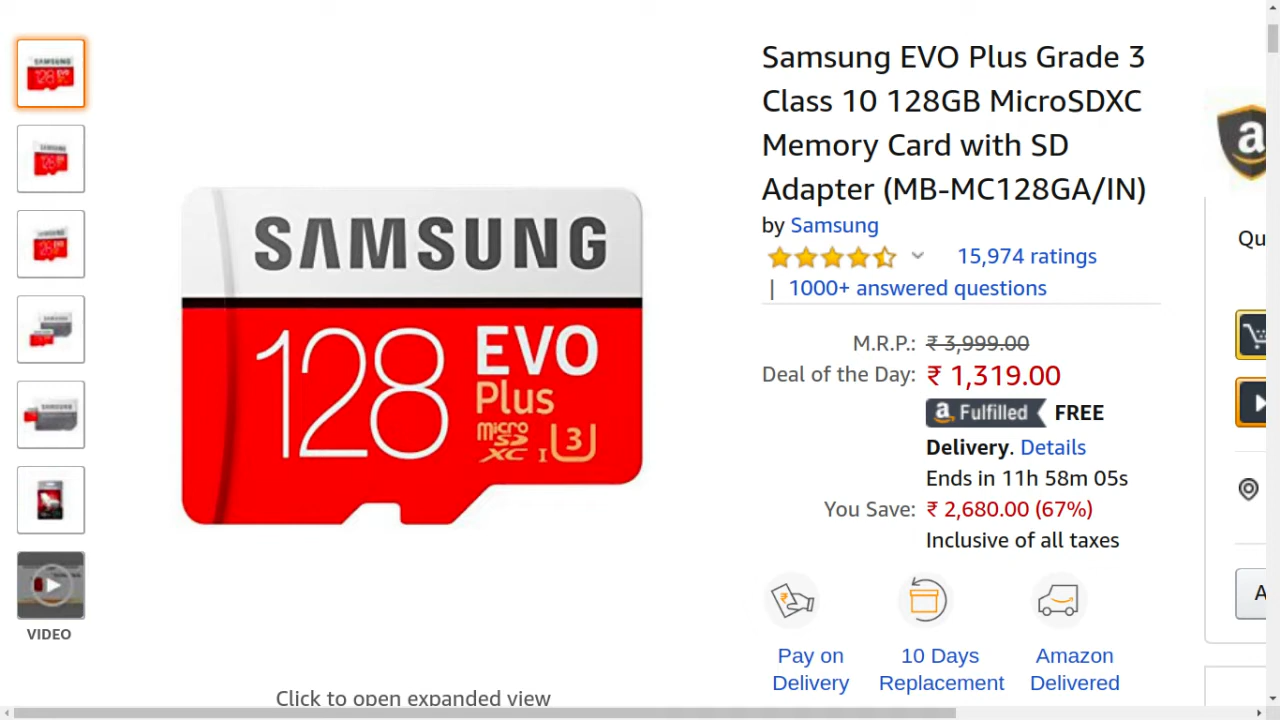 SAMSUNG
128
EVO
Plus
micro
SD
XC I U3
VIDEO
Click to open expanded view
Samsung EVO Plus Grade 3
Class 10 128GB MicroSDXC
Memory Card with SD
Adapter (MB-MC128GA/IN)
by Samsung
15,974 ratings
| 1000+ answered questions
M.R.P.: ₹ 3,999.00
Deal of the Day: ₹ 1,319.00
a Fulfilled FREE
Delivery. Details
Ends in 11h 58m 05s
You Save: ₹ 2,680.00 (67%)
Inclusive of all taxes
Pay on
Delivery
10 Days
Replacement
Amazon
Delivered
a
Qu
A